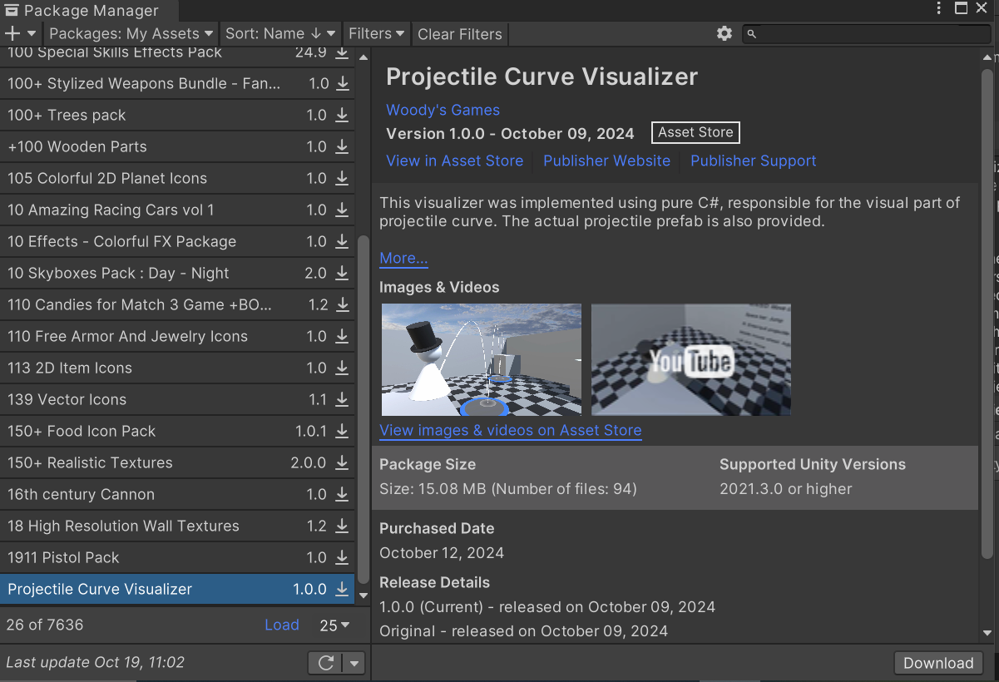 Package Manager
Packages: My Assets
Sort: Name ↓
Filters
Clear Filters
100 Special Skills Effects Pack 24.9
100+ Stylized Weapons Bundle - Fan... 1.0
100+ Trees pack 1.0
+100 Wooden Parts 1.0
105 Colorful 2D Planet Icons 1.0
10 Amazing Racing Cars vol 1 1.0
10 Effects - Colorful FX Package 1.0
10 Skyboxes Pack : Day - Night 2.0
110 Candies for Match 3 Game +BO... 1.2
110 Free Armor And Jewelry Icons 1.0
113 2D Item Icons 1.0
139 Vector Icons 1.1
150+ Food Icon Pack 1.0.1
150+ Realistic Textures 2.0.0
16th century Cannon 1.0
18 High Resolution Wall Textures 1.2
1911 Pistol Pack 1.0
Projectile Curve Visualizer 1.0.0
26 of 7636 Load 25
Last update Oct 19, 11:02
Projectile Curve Visualizer
Woody's Games
Version 1.0.0 - October 09, 2024 Asset Store
View in Asset Store Publisher Website Publisher Support
This visualizer was implemented using pure C#, responsible for the visual part of
projectile curve. The actual projectile prefab is also provided.
More...
Images & Videos
YouTube
View images & videos on Asset Store
Package Size
Size: 15.08 MB (Number of files: 94)
Supported Unity Versions
2021.3.0 or higher
Purchased Date
October 12, 2024
Release Details
1.0.0 (Current) - released on October 09, 2024
Original - released on October 09, 2024
Download